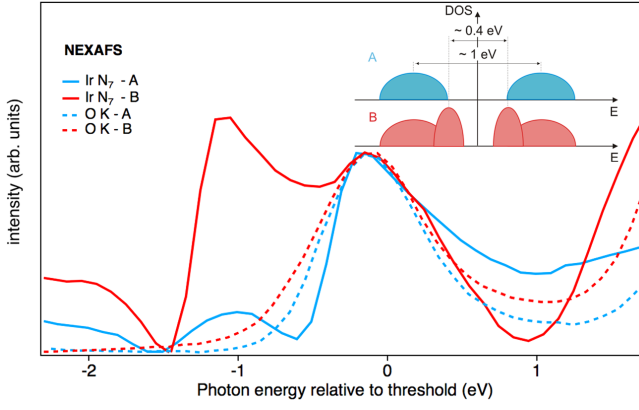 DOS
~ 0.4 eV
~ 1 eV
A
E
B
E
NEXAFS
Ir N₇ - A
Ir N₇ - B
O K - A
O K - B
intensity (arb. units)
-2
-1
0
1
Photon energy relative to threshold (eV)